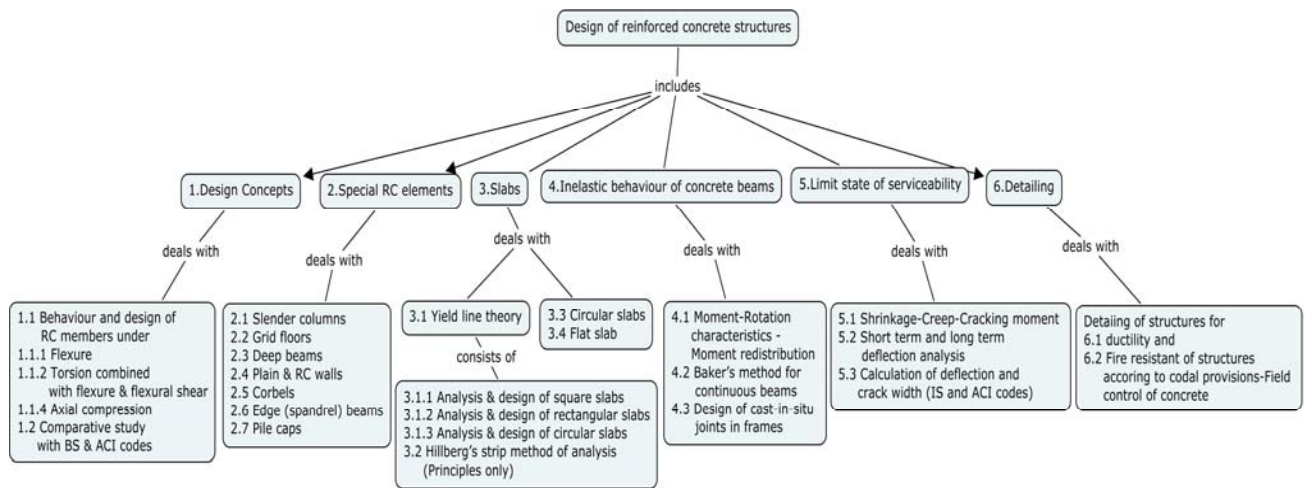 Design of reinforced concrete structures
includes
1.Design Concepts
2.Special RC elements
3.Slabs
4.Inelastic behaviour of concrete beams
5.Limit state of serviceability
6.Detailing
deals with
deals with
deals with
deals with
deals with
deals with
1.1 Behaviour and design of
RC members under
1.1.1 Flexure
1.1.2 Torsion combined
with flexure & flexural shear
1.1.4 Axial compression
1.2 Comparative study
with BS & ACI codes
2.1 Slender columns
2.2 Grid floors
2.3 Deep beams
2.4 Plain & RC walls
2.5 Corbels
2.6 Edge (spandrel) beams
2.7 Pile caps
3.1 Yield line theory
consists of
3.1.1 Analysis & design of square slabs
3.1.2 Analysis & design of rectangular slabs
3.1.3 Analysis & design of circular slabs
3.2 Hillberg's strip method of analysis
(Principles only)
3.3 Circular slabs
3.4 Flat slab
4.1 Moment-Rotation
characteristics -
Moment redistribution
4.2 Baker's method for
continuous beams
4.3 Design of cast-in-situ
joints in frames
5.1 Shrinkage-Creep-Cracking moment
5.2 Short term and long term
deflection analysis
5.3 Calculation of deflection and
crack width (IS and ACI codes)
Detaiing of structures for
6.1 ductility and
6.2 Fire resistant of structures
accoring to codal provisions-Field
control of concrete